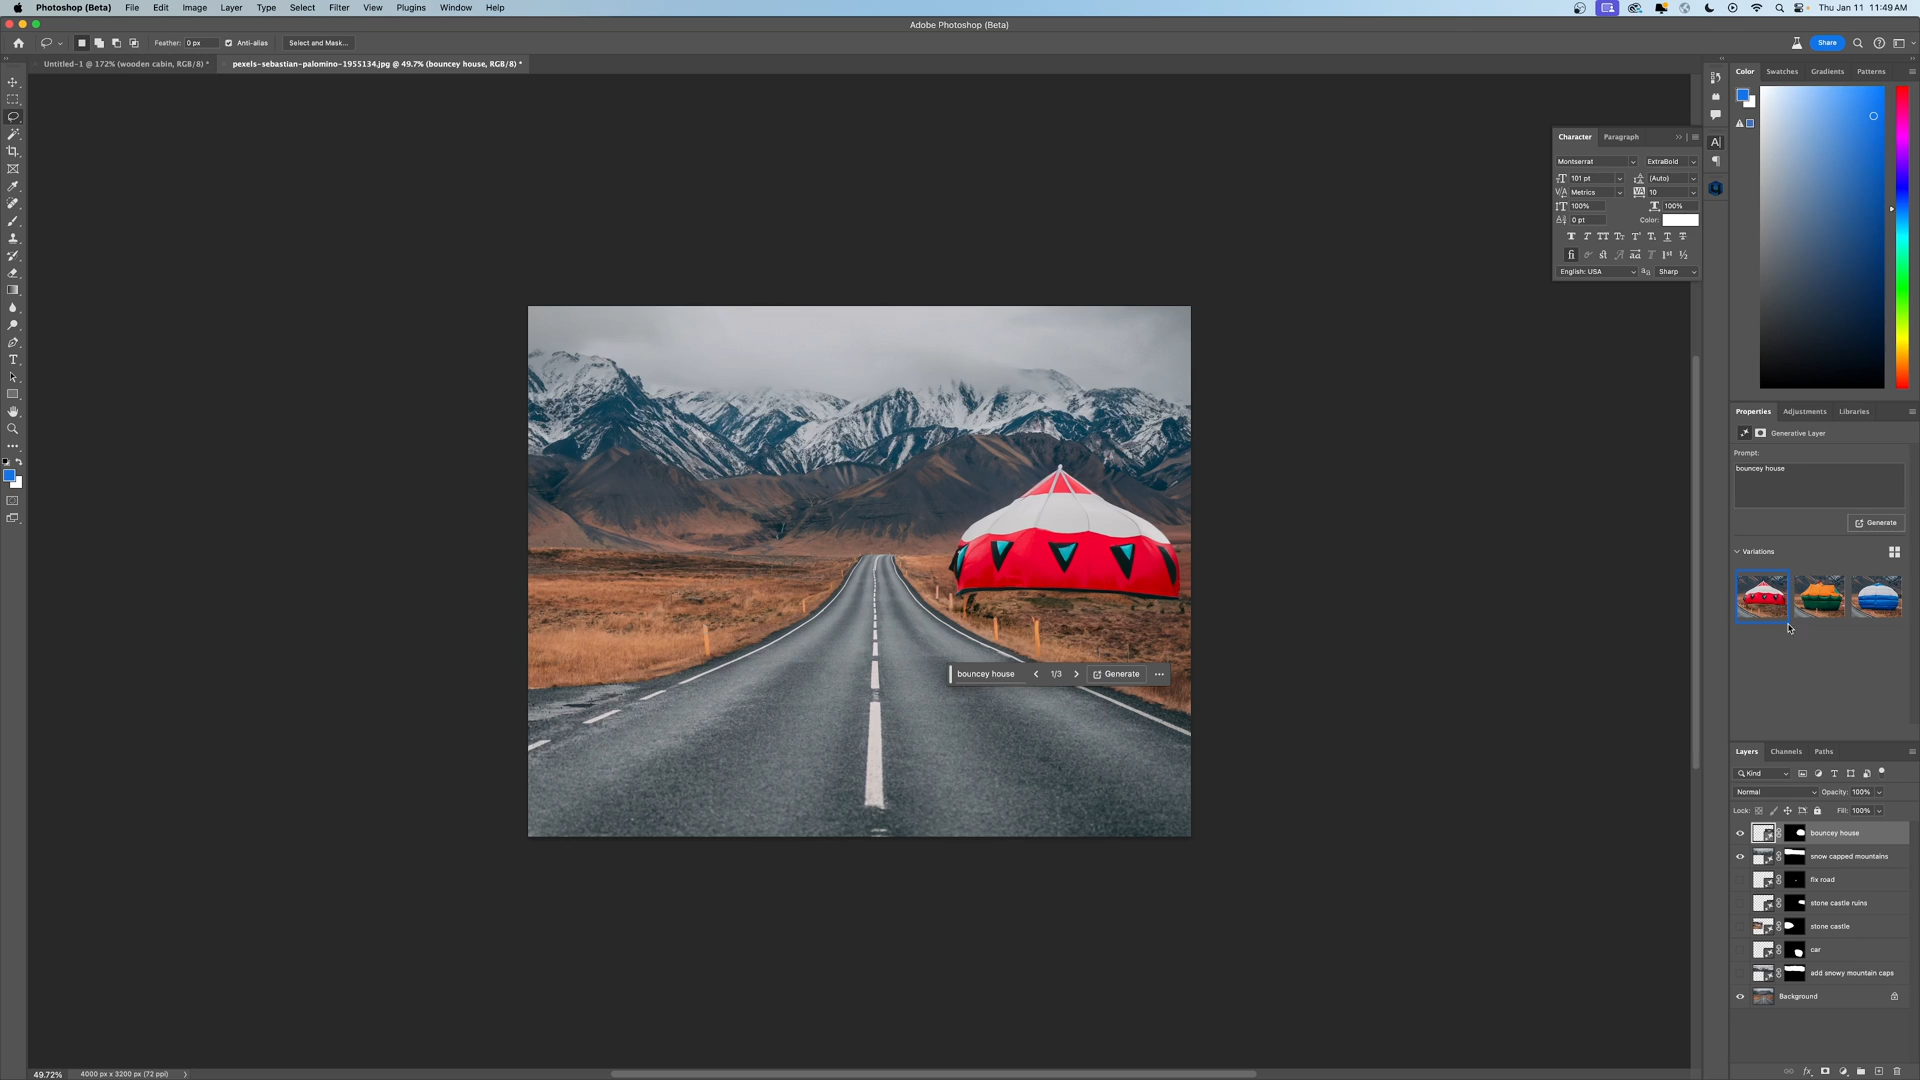 Photoshop (Beta) File Edit Image Layer Type Select Filter View Plugins Window Help Thu Jan 11 11:49 AM
Adobe Photoshop (Beta)
Feather: 0 px Anti-alias Select and Mask... Share
Untitled-1 @ 172% (wooden cabin, RGB/8) * pexels-sebastian-palomino-1955134.jpg @ 49.7% (bouncey house, RGB/8) *
Color Swatches Gradients Patterns
Character Paragraph
Montserrat ExtraBold
101 pt (Auto)
Metrics 10
100% 100%
0 pt Color:
English: USA Sharp
Properties Adjustments Libraries
Generative Layer
Prompt:
bouncey house
Generate
Variations
bouncey house 1/3 Generate ...
Layers Channels Paths
Kind
Normal Opacity: 100%
Lock: Fill: 100%
bouncey house
snow capped mountains
fix road
stone castle ruins
stone castle
car
add snowy mountain caps
Background
49.72% 4000 px x 3200 px (72 ppi)